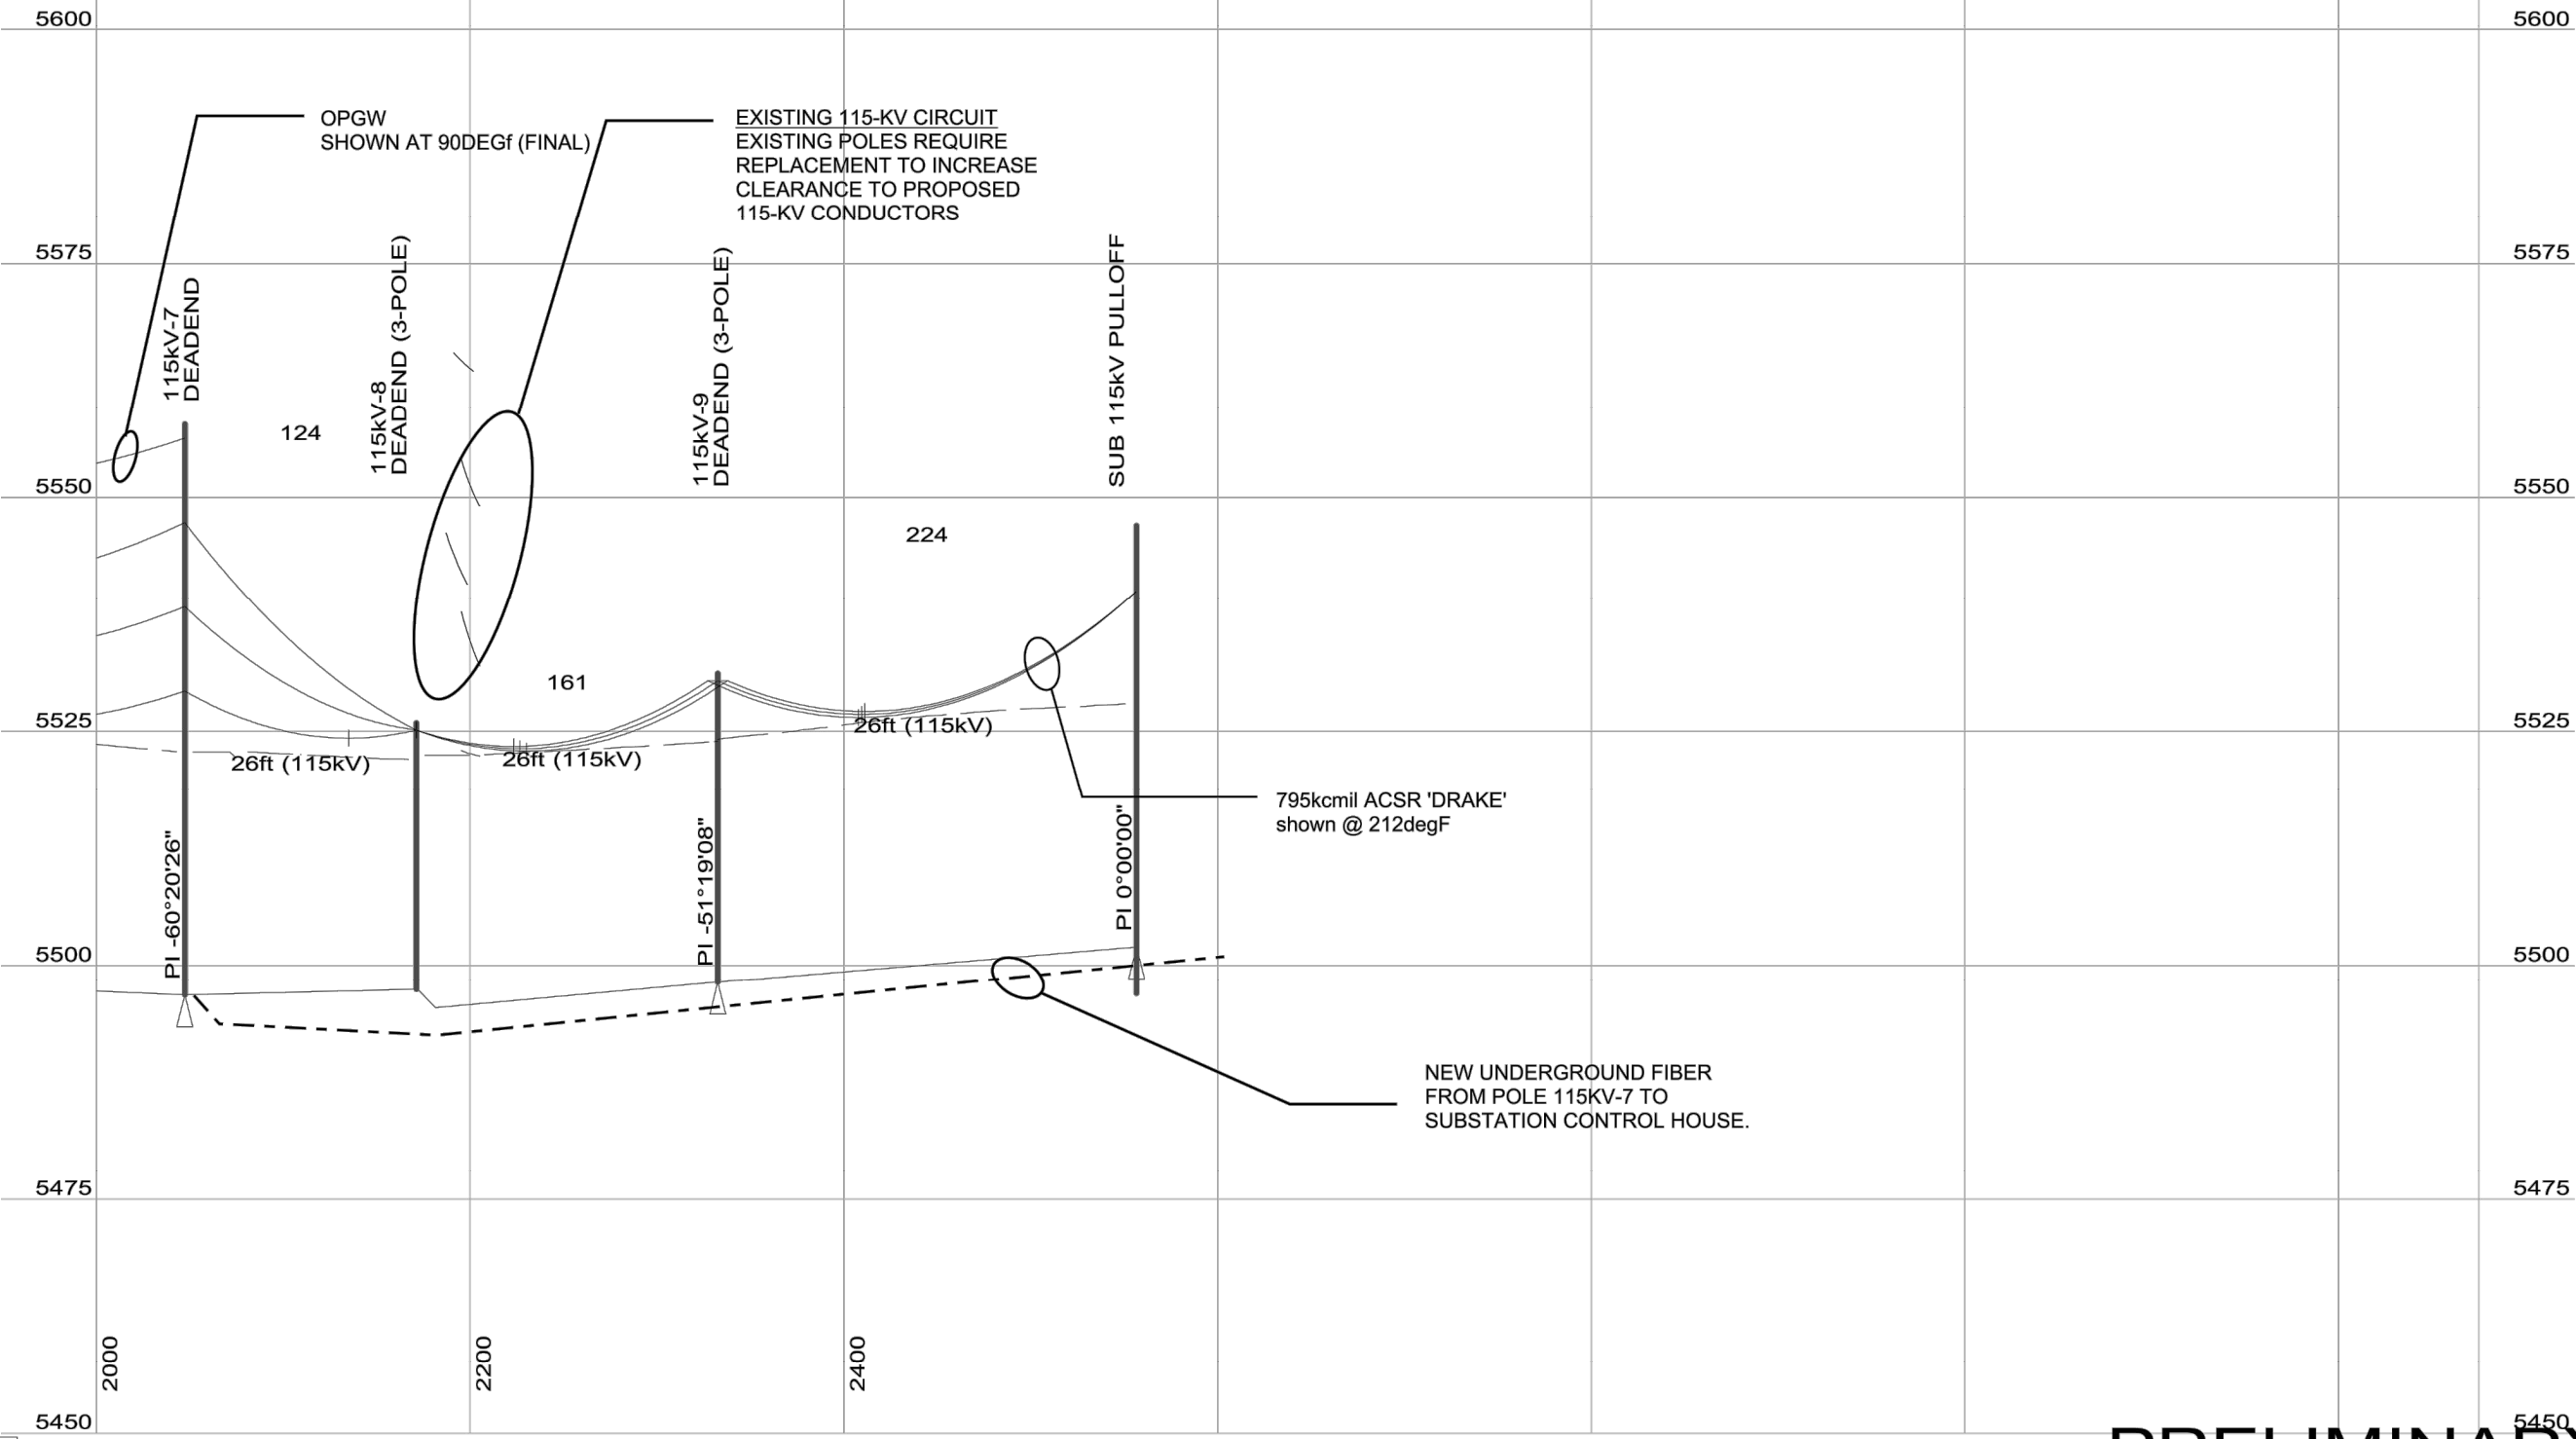 5600
5600
OPGW
SHOWN AT 90DEGf (FINAL)
EXISTING 115-KV CIRCUIT
EXISTING POLES REQUIRE
REPLACEMENT TO INCREASE
CLEARANCE TO PROPOSED
115-KV CONDUCTORS
5575
5575
115kV-7
DEADEND
115kV-8
DEADEND (3-POLE)
115kV-9
DEADEND (3-POLE)
SUB 115kV PULLOFF
124
5550
5550
224
161
5525
5525
26ft (115kV)
26ft (115kV)
26ft (115kV)
795kcmil ACSR 'DRAKE'
shown @ 212degF
PI -60°20'26"
PI -51°19'08"
PI 0°00'00"
5500
5500
NEW UNDERGROUND FIBER
FROM POLE 115KV-7 TO
SUBSTATION CONTROL HOUSE.
5475
5475
2000
2200
2400
5450
5450